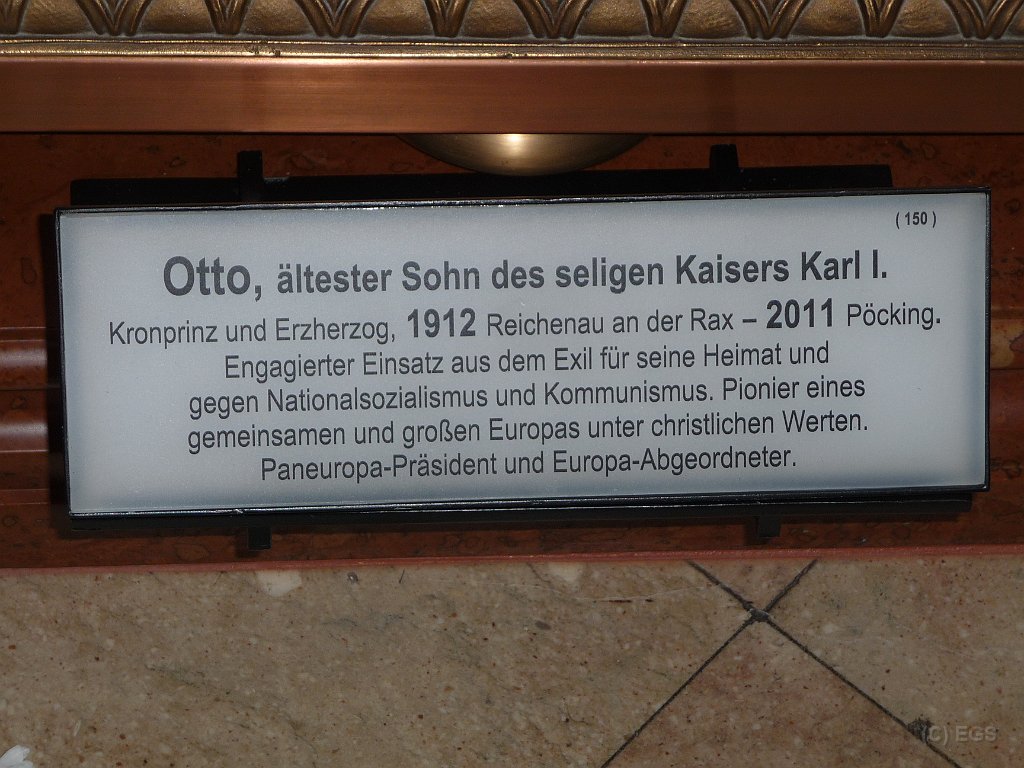 ( 150 )
Otto, ältester Sohn des seligen Kaisers Karl I.
Kronprinz und Erzherzog, 1912 Reichenau an der Rax – 2011 Pöcking.
Engagierter Einsatz aus dem Exil für seine Heimat und
gegen Nationalsozialismus und Kommunismus. Pionier eines
gemeinsamen und großen Europas unter christlichen Werten.
Paneuropa-Präsident und Europa-Abgeordneter.
(C) EGS